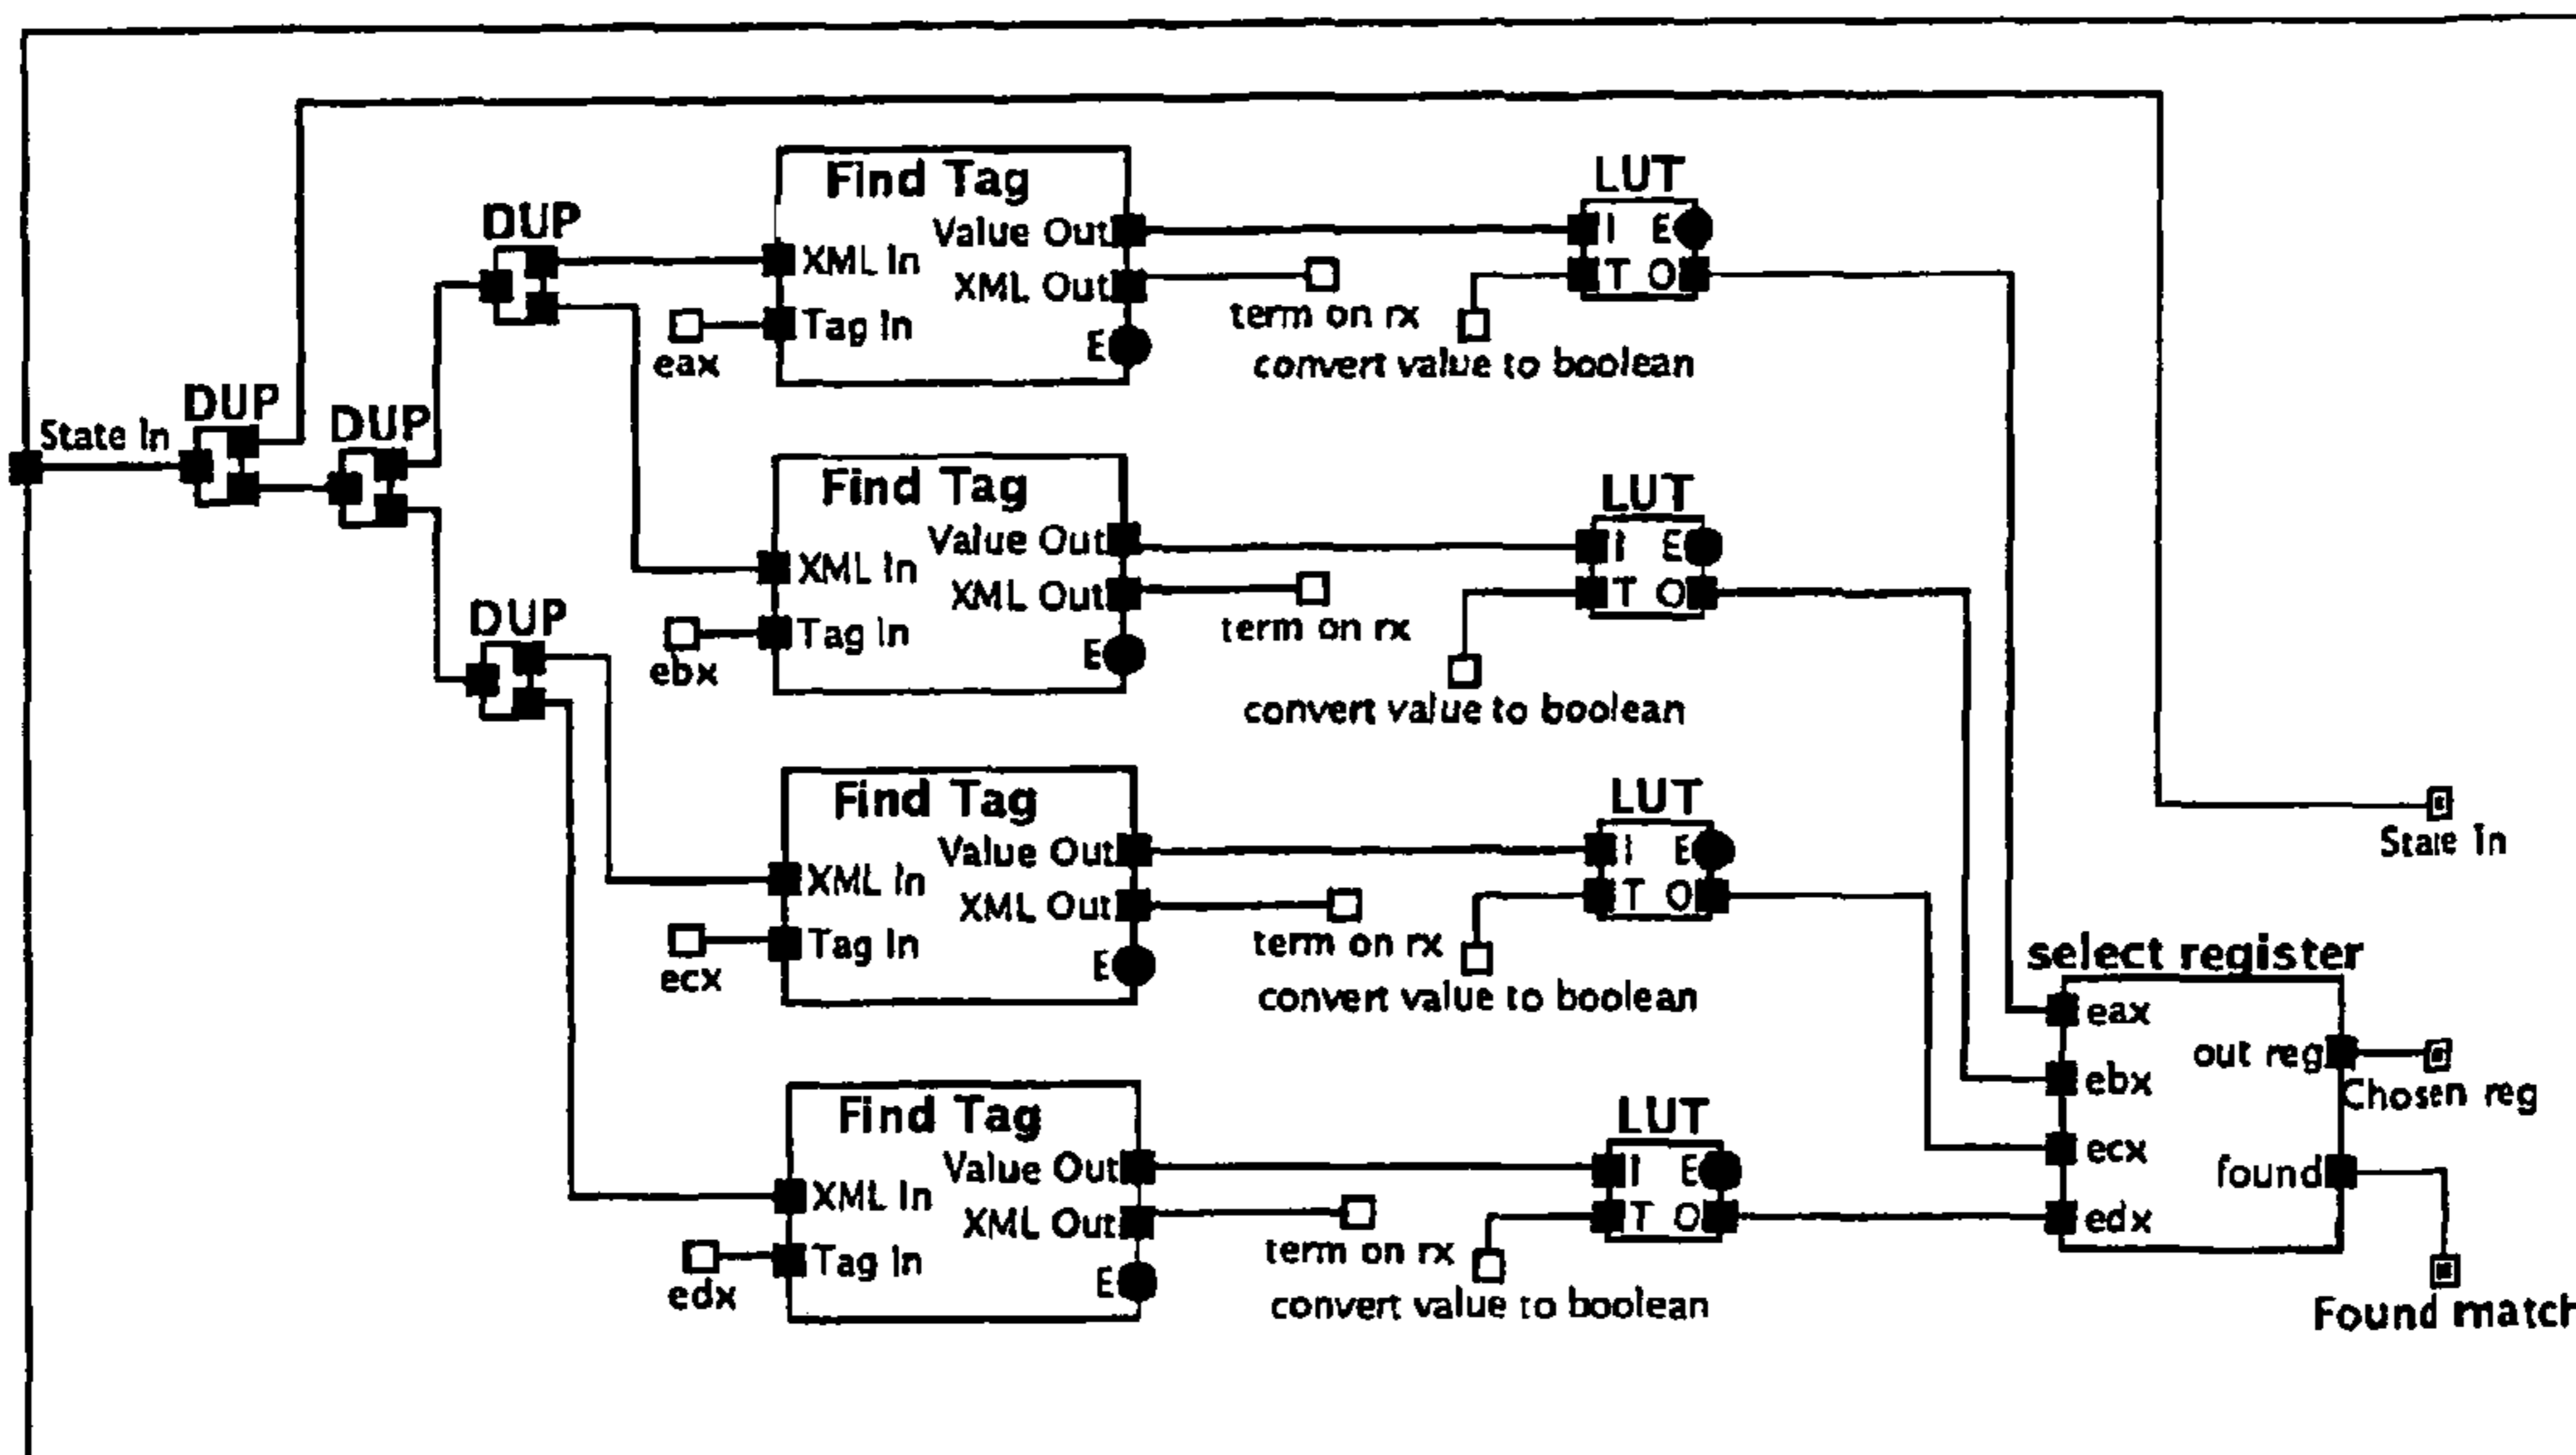 Find Tag
LUT
DUP
Value Out
I E
XML In
XML Out
T O
term on rx
Tag In
eax
E
convert value to boolean
DUP
DUP
State In
Find Tag
LUT
Value Out
I E
XML In
XML Out
T O
DUP
term on rx
Tag In
ebx
E
convert value to boolean
Find Tag
LUT
Value Out
I E
State In
XML In
XML Out
T O
term on rx
Tag In
ecx
E
convert value to boolean
select register
eax
out reg
ebx
Chosen reg
ecx
found
edx
Find Tag
LUT
Value Out
I E
XML In
XML Out
T O
term on rx
Tag In
edx
E
convert value to boolean
Found match